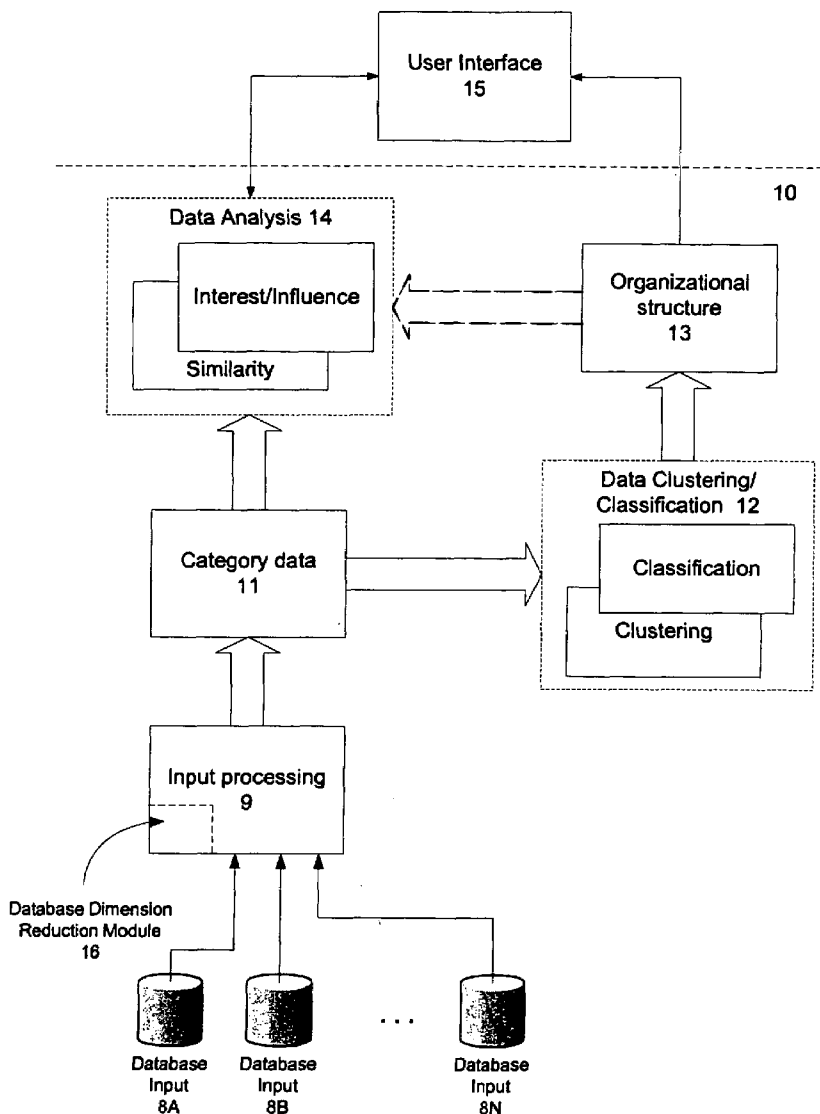 User Interface
15
10
Data Analysis 14
Interest/Influence
Similarity
Organizational
structure
13
Data Clustering/
Classification 12
Classification
Clustering
Category data
11
Input processing
9
Database Dimension
Reduction Module
16
Database
Input
8A
Database
Input
8B
...
Database
Input
8N